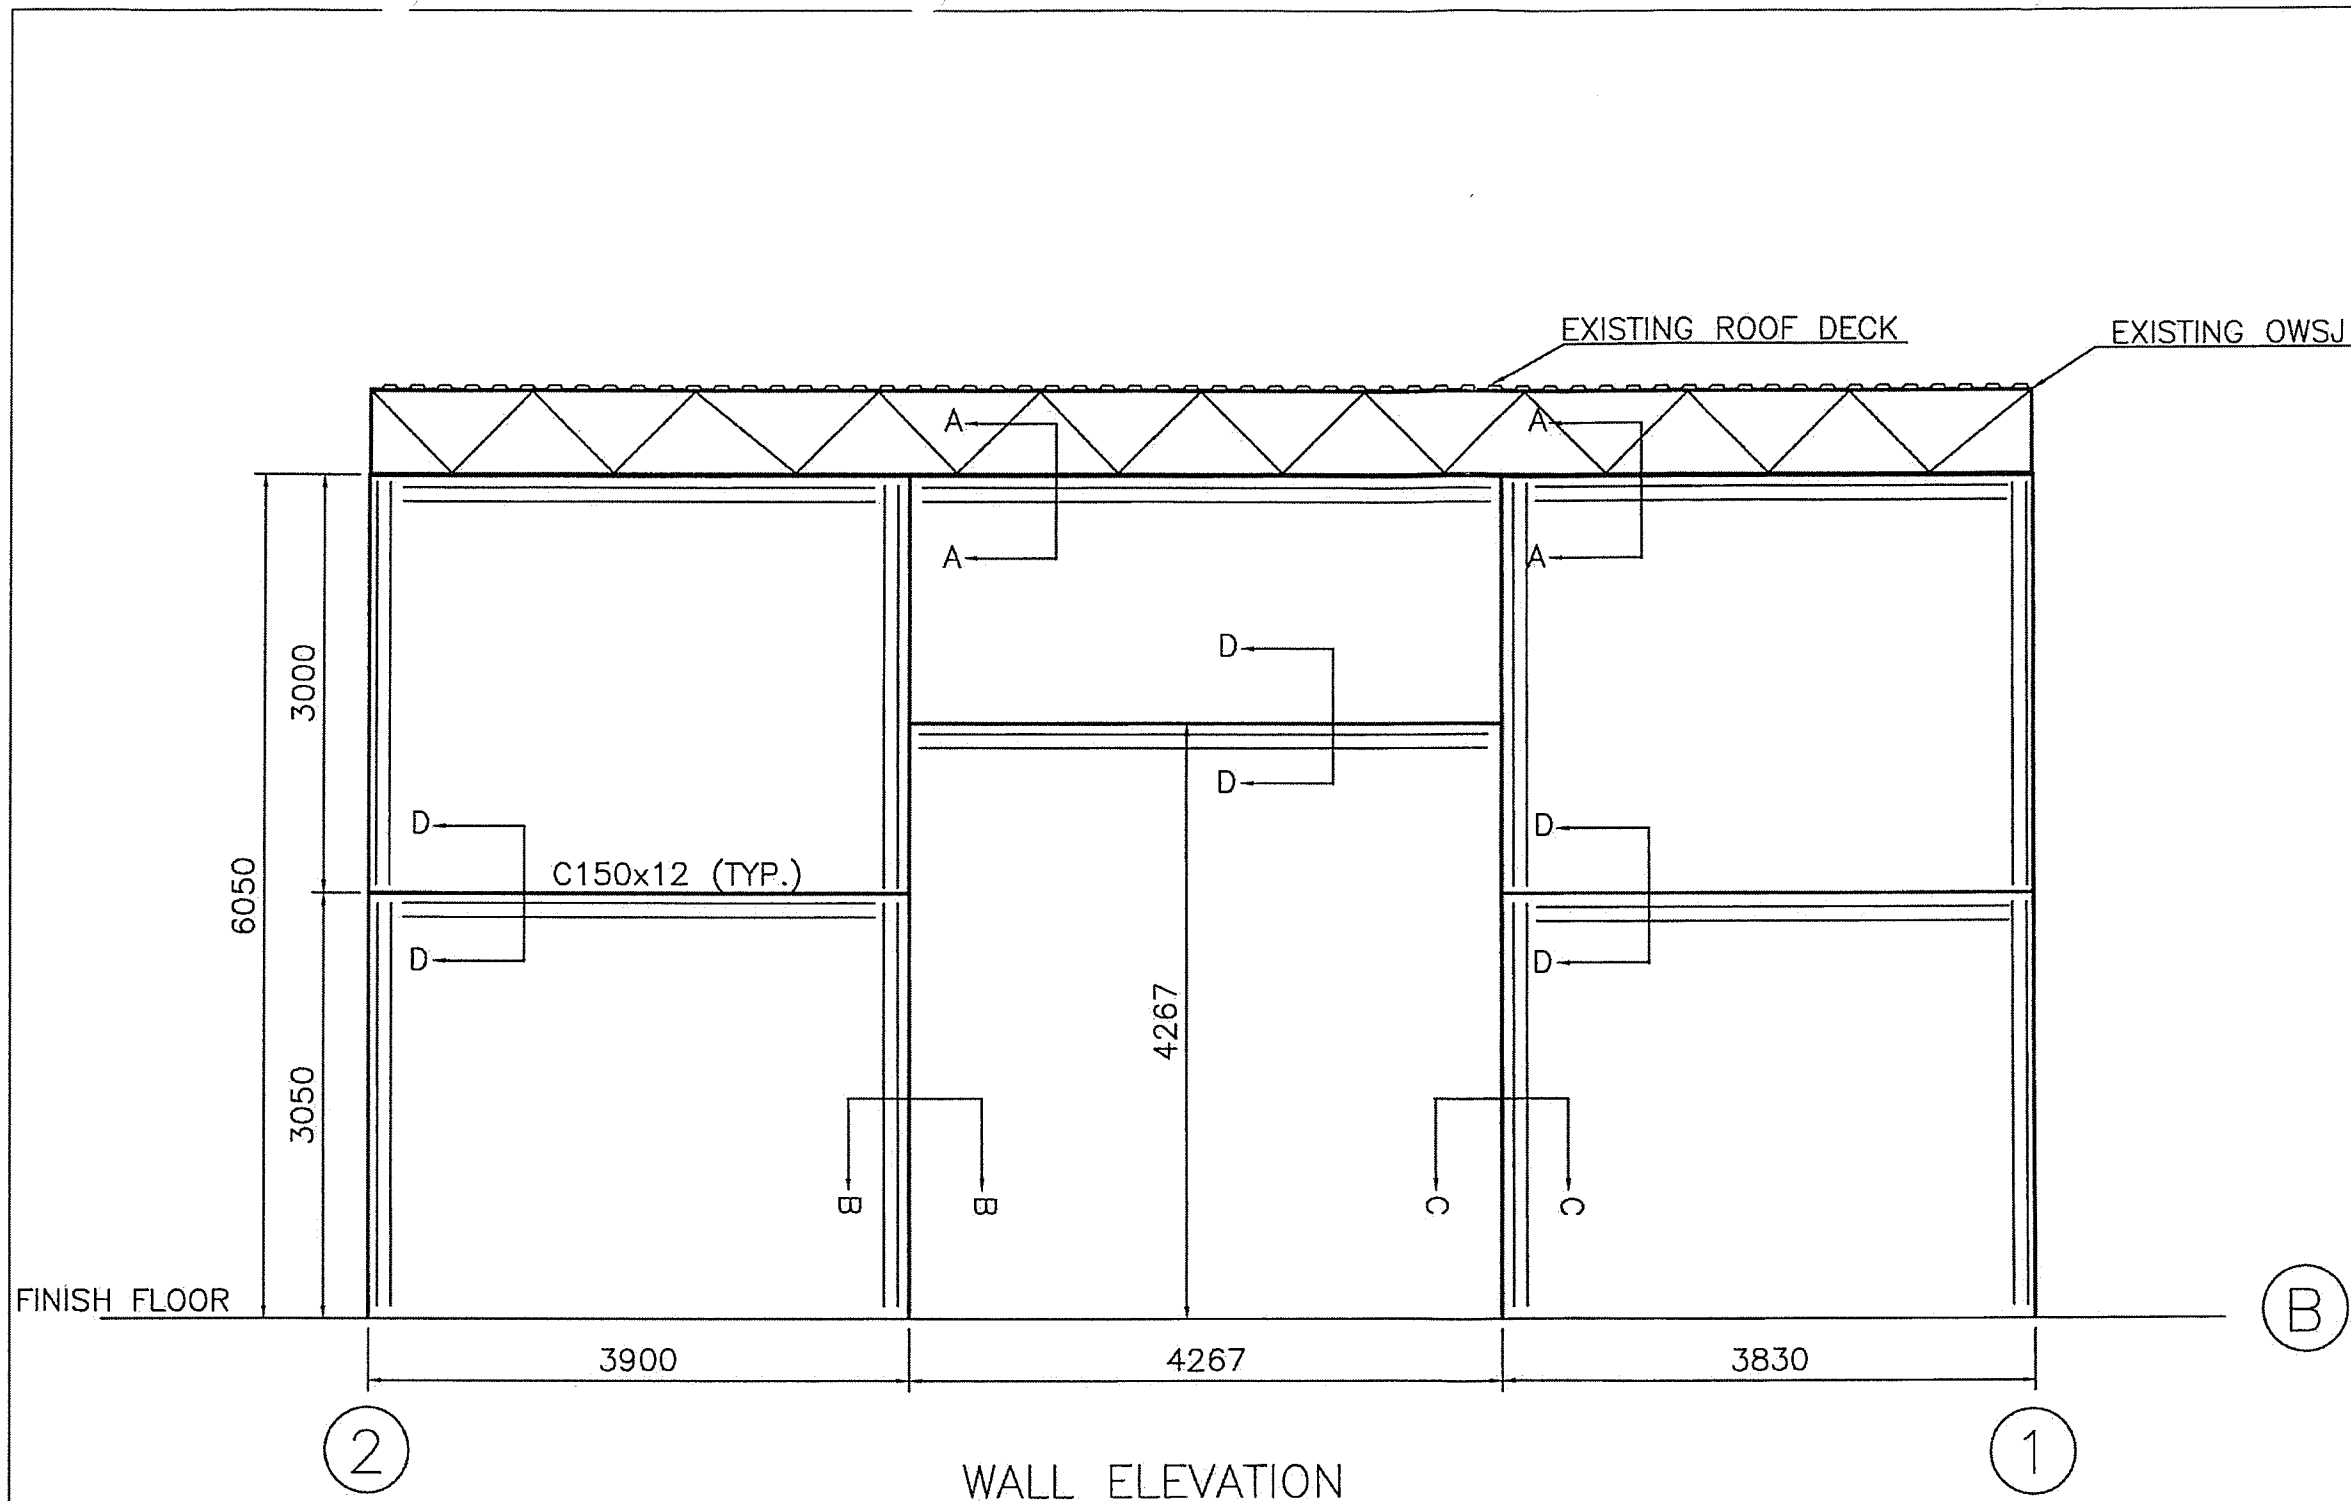 EXISTING ROOF DECK
EXISTING OWSJ
A
A
A
A
D
D
3000
D
D
C150x12 (TYP.)
6050
D
D
4267
3050
B
B
C
C
FINISH FLOOR
B
3900
4267
3830
2
1
WALL ELEVATION